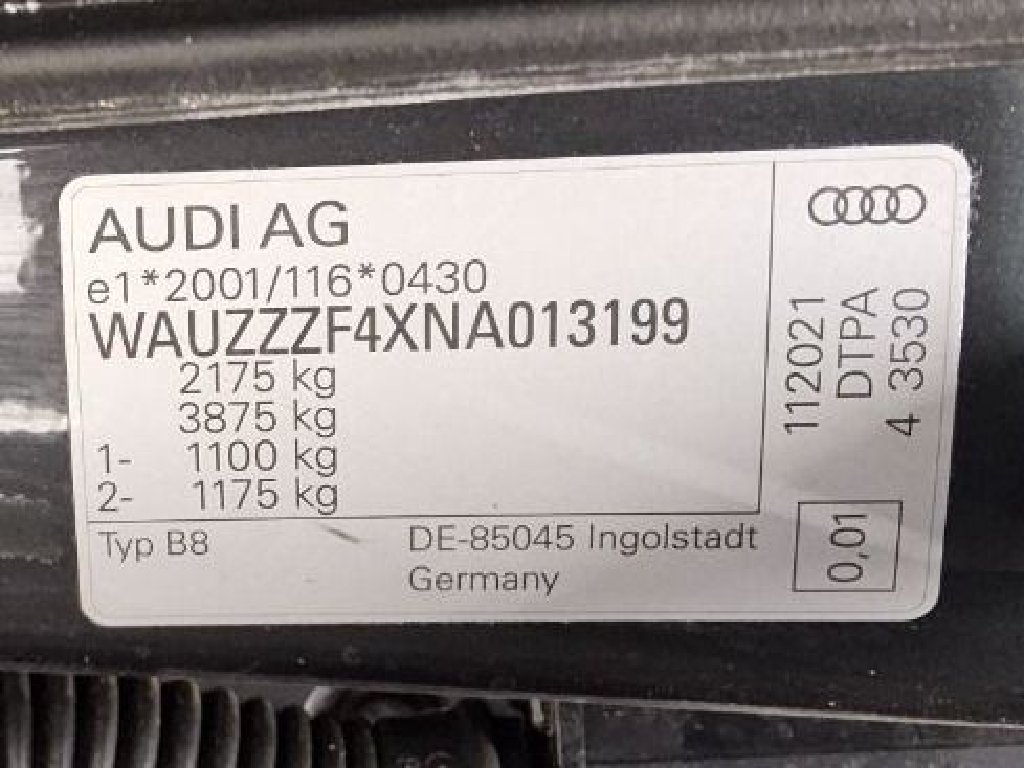 AUDI AG
e1*2001/116*0430
WAUZZZF4XNA013199
2175 kg
3875 kg
1- 1100 kg
2- 1175 kg
Typ B8
DE-85045 Ingolstadt
Germany
112021
DTPA
4 3530
0,01